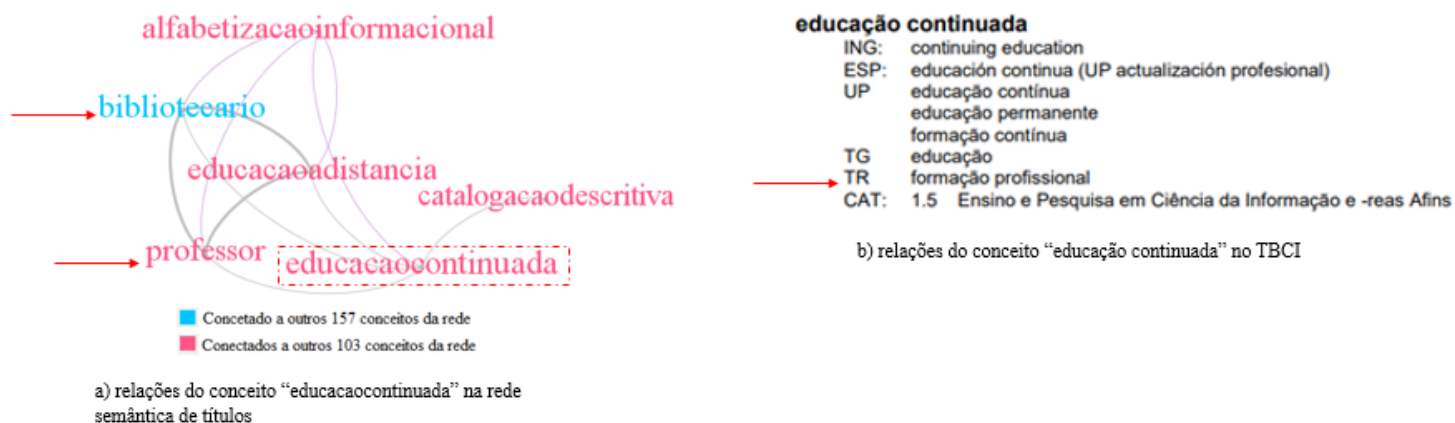 alfabetizacaoinformacional
bibliotecario
educacaoadistancia
catalogacaodescritiva
professor
educacaocontinuada
Concetado a outros 157 conceitos da rede
Conectados a outros 103 conceitos da rede
a) relações do conceito “educacaocontinuada” na rede
semântica de títulos
educação continuada
ING: continuing education
ESP: educación continua (UP actualización profesional)
UP educação contínua
educação permanente
formação contínua
TG educação
TR formação profissional
CAT: 1.5 Ensino e Pesquisa em Ciência da Informação e -reas Afins
b) relações do conceito “educação continuada” no TBCI